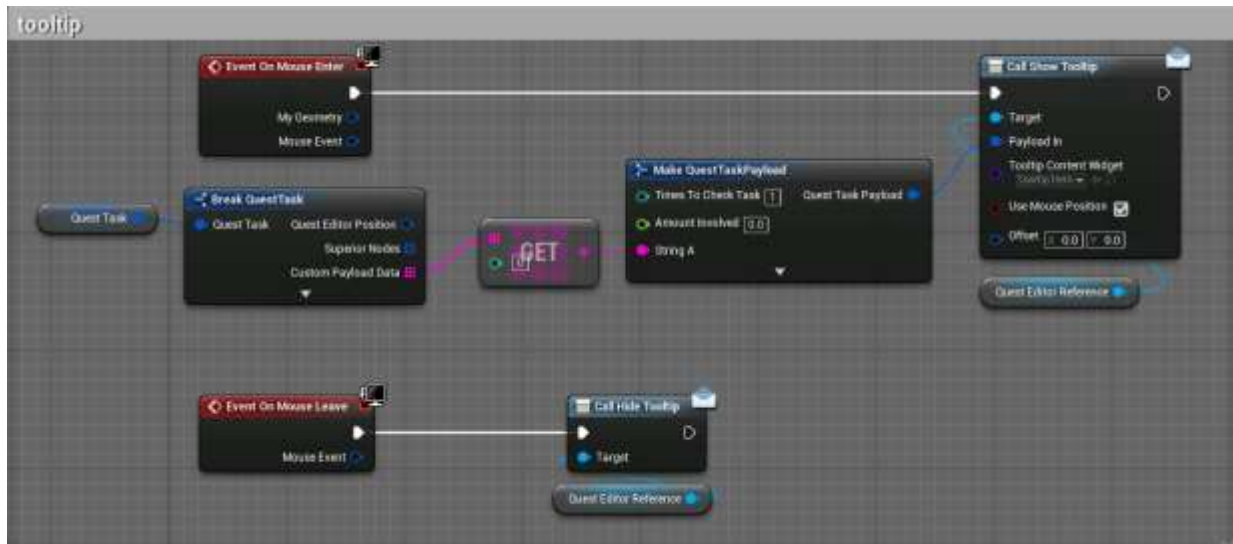 tooltip
Event On Mouse Enter
My Geometry
Mouse Event
Quest Task
Break QuestTask
Quest Task
Quest Editor Position
Superior Nodes
Custom Payload Data
0
GET
Make QuestTaskPayload
Times To Check Task 1
Quest Task Payload
Amount Involved 0.0
String A
Call Show Tooltip
Target
Payload In
Tooltip Content Widget
Use Mouse Position
Offset X 0.0 Y 0.0
Quest Editor Reference
Event On Mouse Leave
Mouse Event
Call Hide Tooltip
Target
Quest Editor Reference